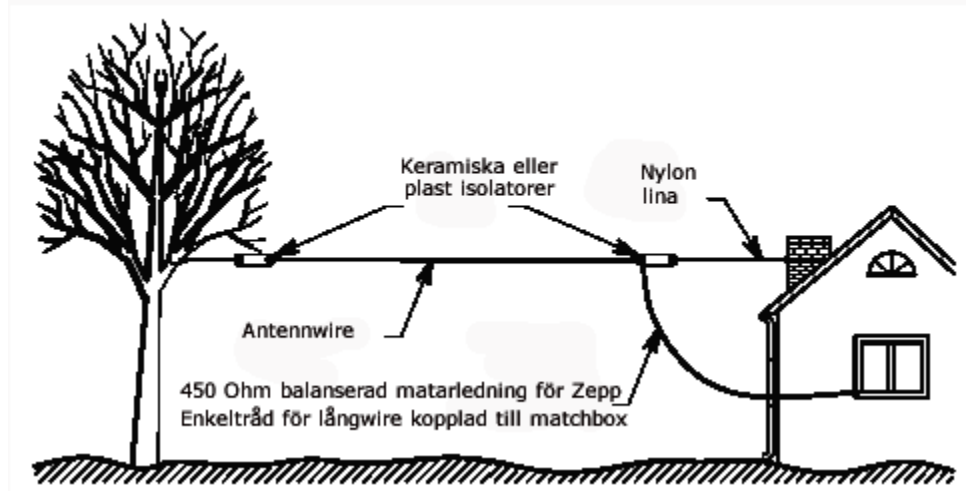 Keramiska eller
plast isolatorer
Nylon
lina
Antennwire
450 Ohm balanserad matarledning för Zepp
Enkeltråd för långwire kopplad till matchbox